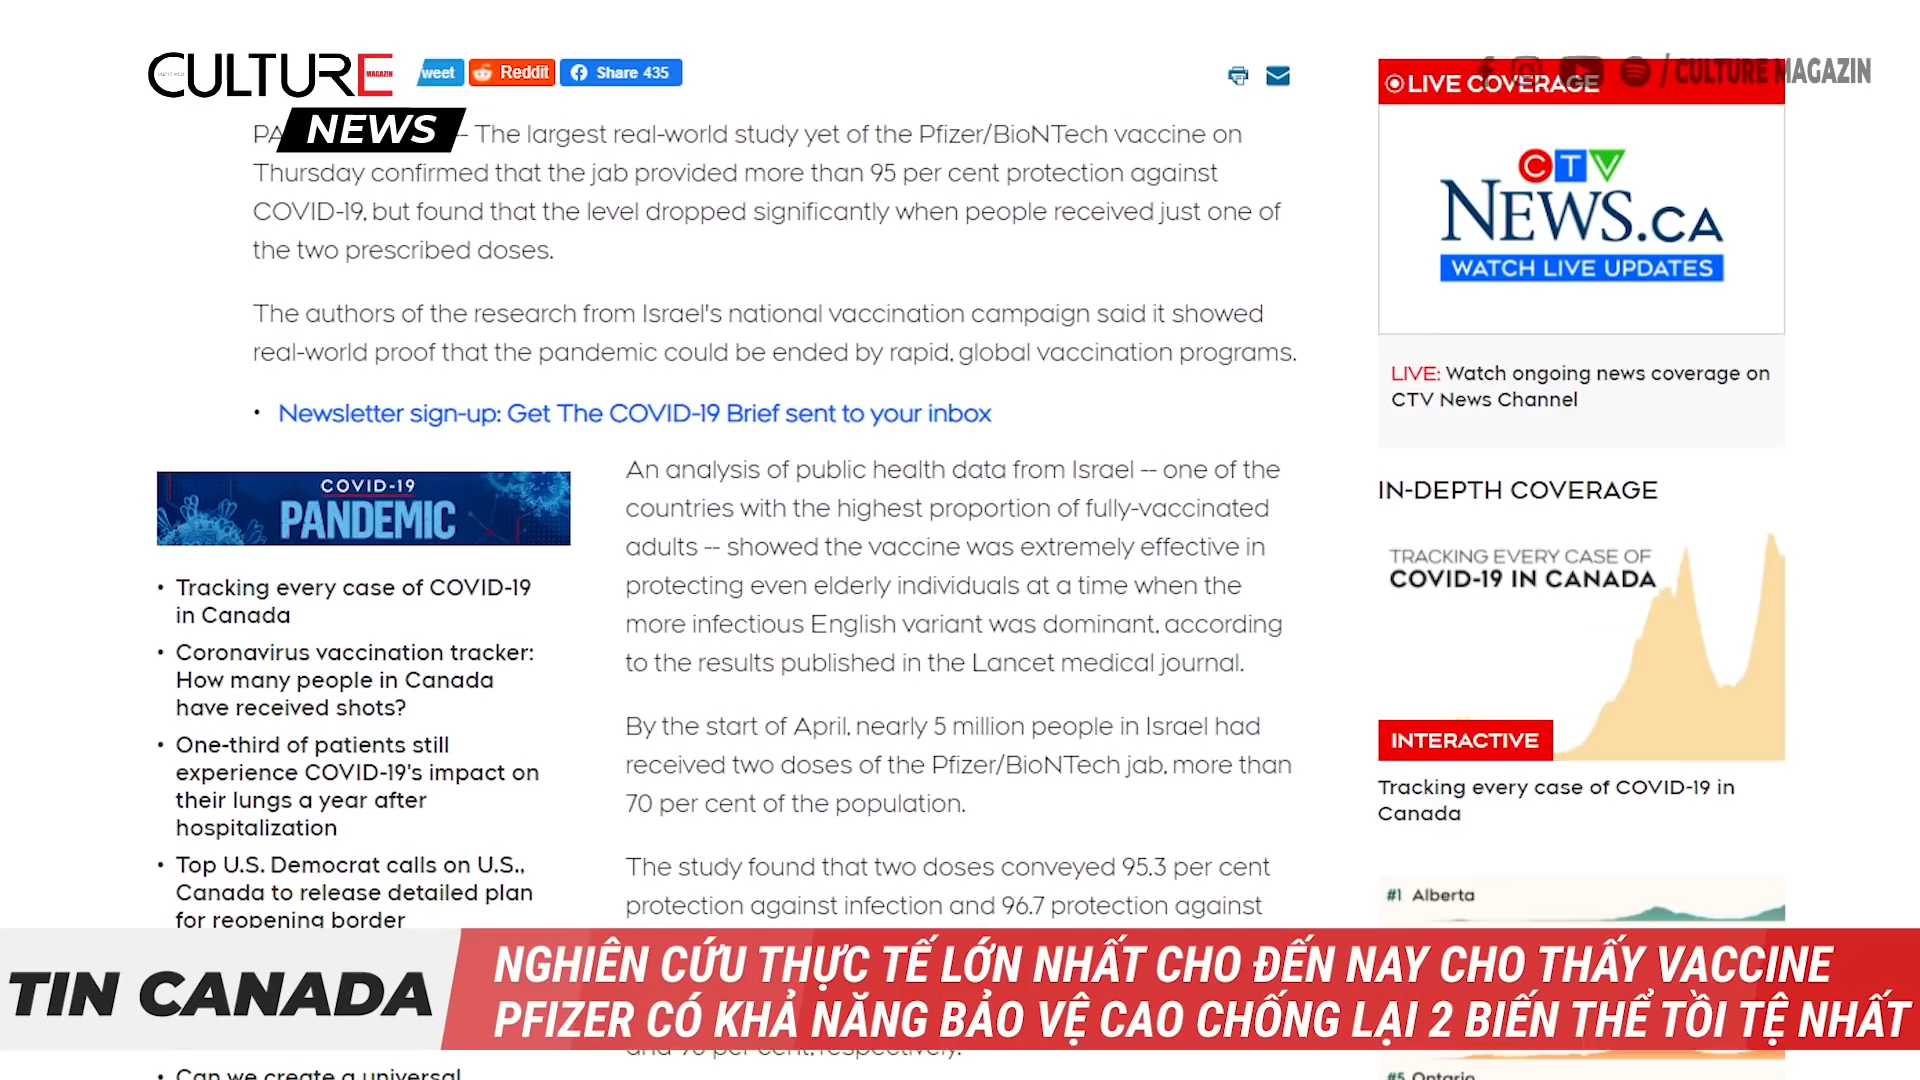 CULTURE
MAGAZIN
NEWS
weet
Reddit
Share 435
/ CULTURE MAGAZIN
-- The largest real-world study yet of the Pfizer/BioNTech vaccine on
Thursday confirmed that the jab provided more than 95 per cent protection against
COVID-19, but found that the level dropped significantly when people received just one of
the two prescribed doses.
The authors of the research from Israel's national vaccination campaign said it showed
real-world proof that the pandemic could be ended by rapid, global vaccination programs.
• Newsletter sign-up: Get The COVID-19 Brief sent to your inbox
COVID-19
PANDEMIC
• Tracking every case of COVID-19
in Canada
• Coronavirus vaccination tracker:
How many people in Canada
have received shots?
• One-third of patients still
experience COVID-19's impact on
their lungs a year after
hospitalization
• Top U.S. Democrat calls on U.S.,
Canada to release detailed plan
for reopening border
• Can we create a universal
An analysis of public health data from Israel -- one of the
countries with the highest proportion of fully-vaccinated
adults -- showed the vaccine was extremely effective in
protecting even elderly individuals at a time when the
more infectious English variant was dominant, according
to the results published in the Lancet medical journal.
By the start of April, nearly 5 million people in Israel had
received two doses of the Pfizer/BioNTech jab, more than
70 per cent of the population.
The study found that two doses conveyed 95.3 per cent
protection against infection and 96.7 protection against
per cent, respectively.
LIVE COVERAGE
CTV
NEWS.CA
WATCH LIVE UPDATES
LIVE: Watch ongoing news coverage on
CTV News Channel
IN-DEPTH COVERAGE
TRACKING EVERY CASE OF
COVID-19 IN CANADA
INTERACTIVE
Tracking every case of COVID-19 in
Canada
#1 Alberta
#5 Ontario
TIN CANADA
NGHIÊN CỨU THỰC TẾ LỚN NHẤT CHO ĐẾN NAY CHO THẤY VACCINE
PFIZER CÓ KHẢ NĂNG BẢO VỆ CAO CHỐNG LẠI 2 BIẾN THỂ TỒI TỆ NHẤT